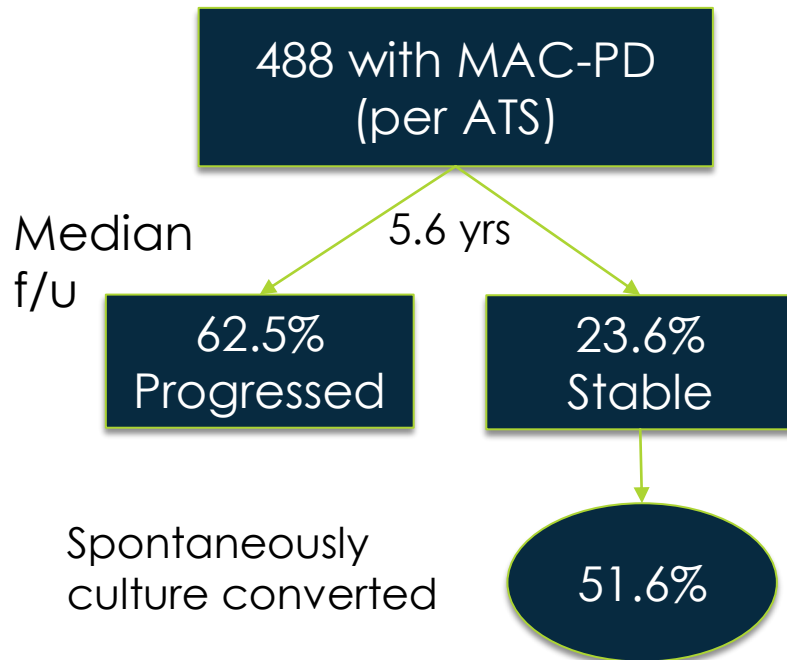 488 with MAC-PD
(per ATS)
Median
f/u
5.6 yrs
62.5%
Progressed
23.6%
Stable
Spontaneously
culture converted
51.6%